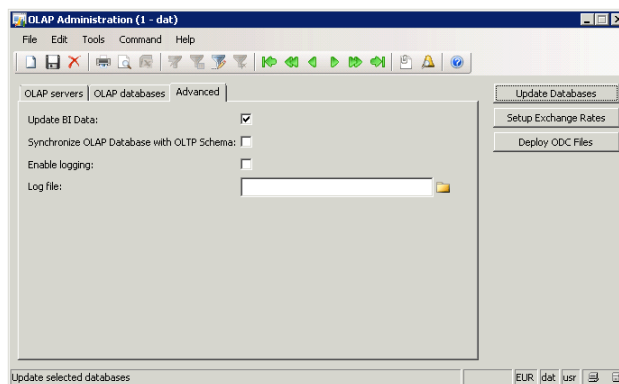 OLAP Administration (1 - dat)
File Edit Tools Command Help
OLAP servers OLAP databases Advanced
Update Databases
Update BI Data:
Setup Exchange Rates
Synchronize OLAP Database with OLTP Schema:
Deploy ODC Files
Enable logging:
Log file:
Update selected databases EUR dat usr